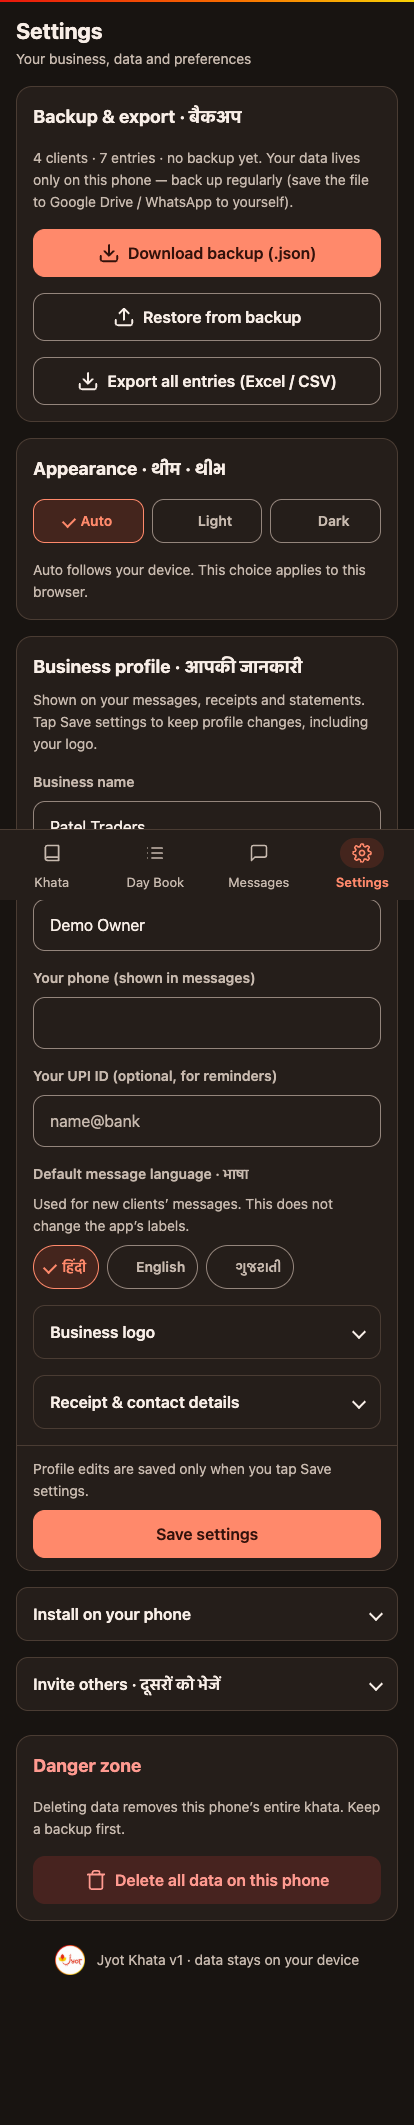 Settings
Your business, data and preferences
Backup & export · बैकअप
4 clients · 7 entries · no backup yet. Your data lives
only on this phone — back up regularly (save the file
to Google Drive / WhatsApp to yourself).
Download backup (.json)
Restore from backup
Export all entries (Excel / CSV)
Appearance · थीम · થીમ
Auto
Light
Dark
Auto follows your device. This choice applies to this
browser.
Business profile · आपकी जानकारी
Shown on your messages, receipts and statements.
Tap Save settings to keep profile changes, including
your logo.
Business name
Patel Traders
Khata
Day Book
Messages
Settings
Demo Owner
Your phone (shown in messages)
Your UPI ID (optional, for reminders)
name@bank
Default message language · भाषा
Used for new clients’ messages. This does not
change the app’s labels.
हिंदी
English
ગુજરાતી
Business logo
Receipt & contact details
Profile edits are saved only when you tap Save
settings.
Save settings
Install on your phone
Invite others · दूसरों को भेजें
Danger zone
Deleting data removes this phone’s entire khata. Keep
a backup first.
Delete all data on this phone
Jyot
Jyot Khata v1 · data stays on your device